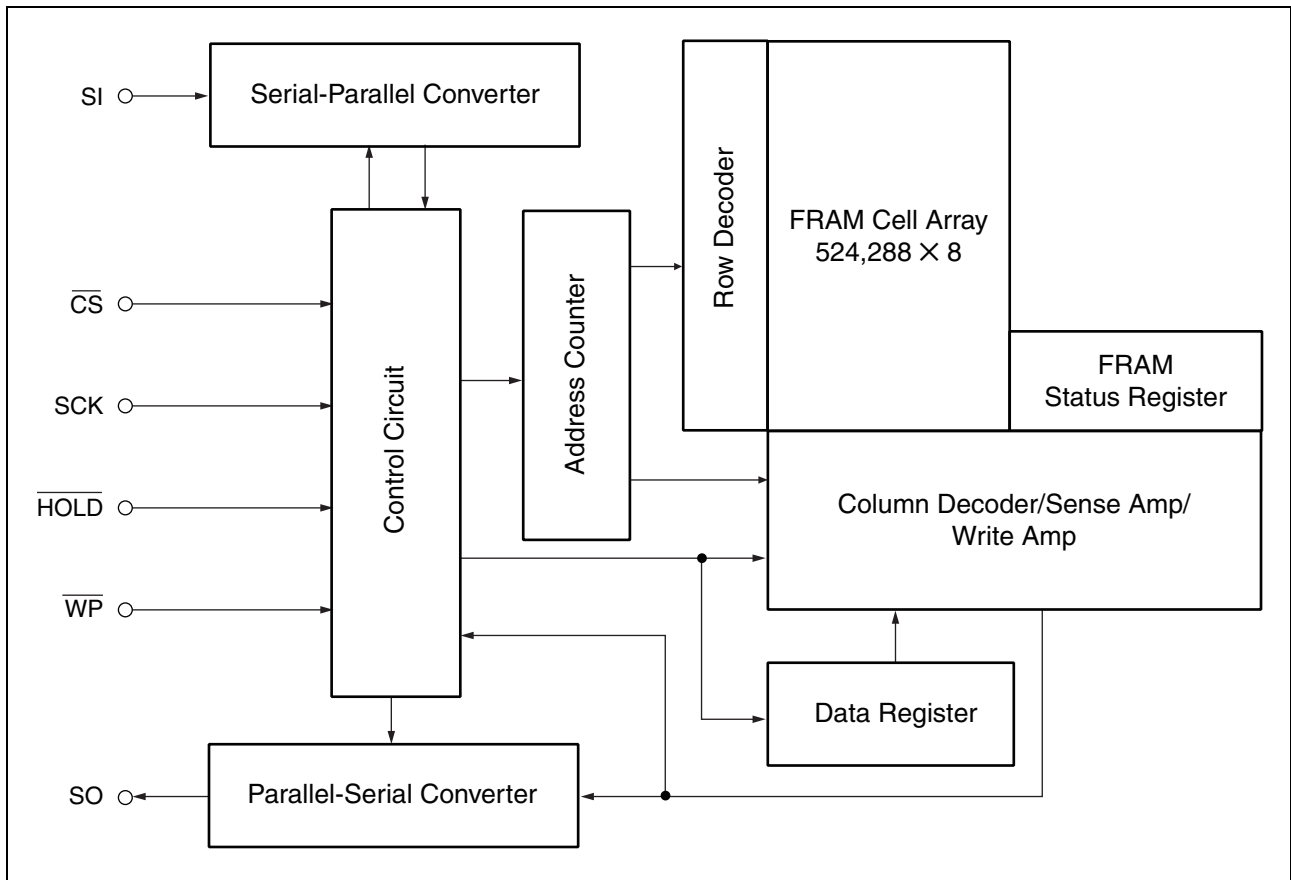 SI
Serial-Parallel Converter
Row Decoder
FRAM Cell Array
524,288 × 8
CS
SCK
HOLD
WP
Control Circuit
Address Counter
FRAM
Status Register
Column Decoder/Sense Amp/
Write Amp
Data Register
SO
Parallel-Serial Converter